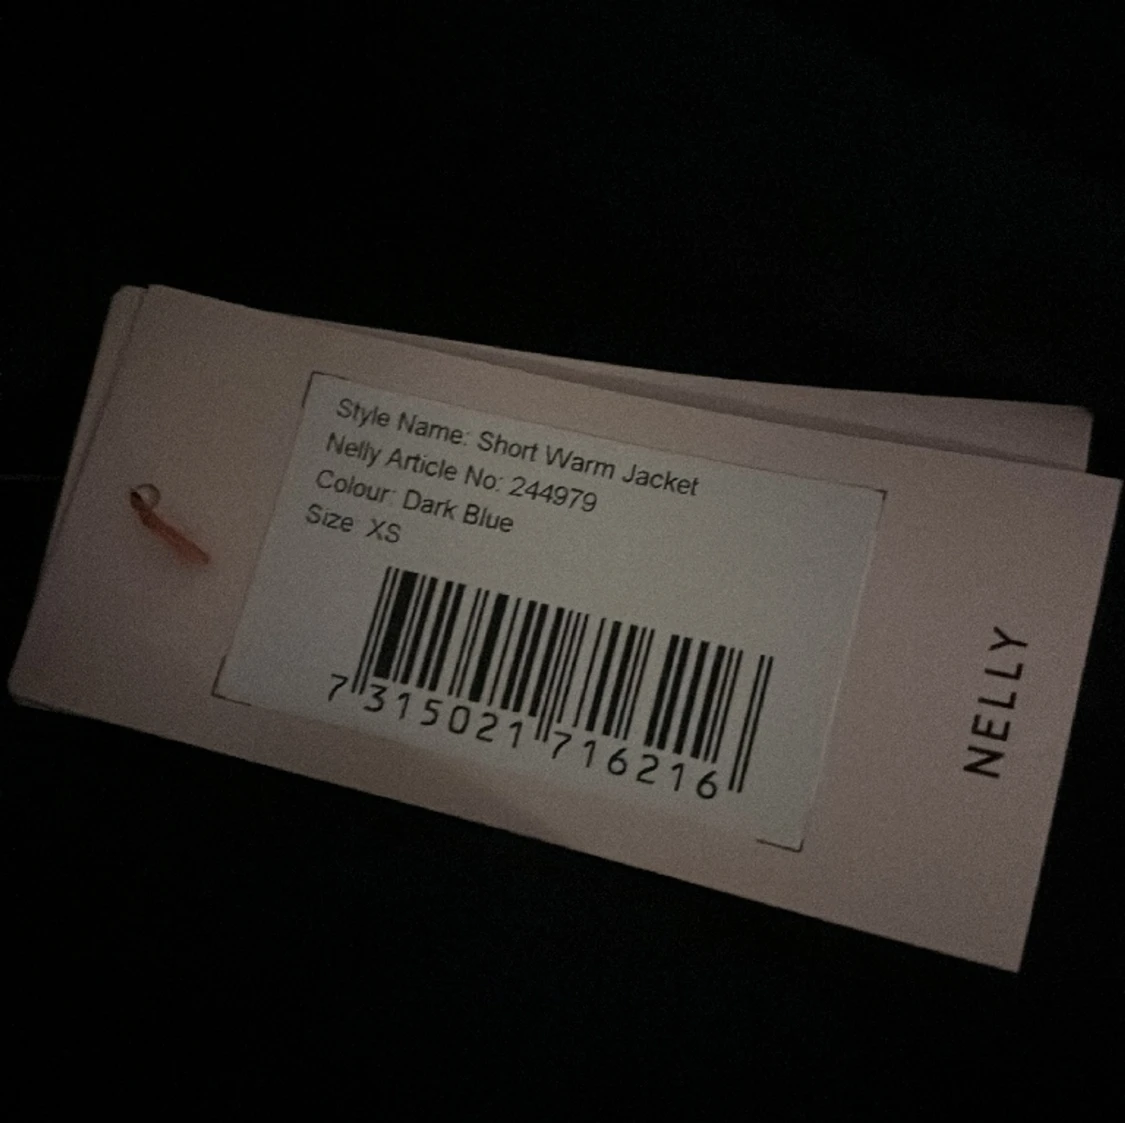 Style Name: Short Warm Jacket
Nelly Article No: 244979
Colour: Dark Blue
Size XS
7 315021 716216
NELLY